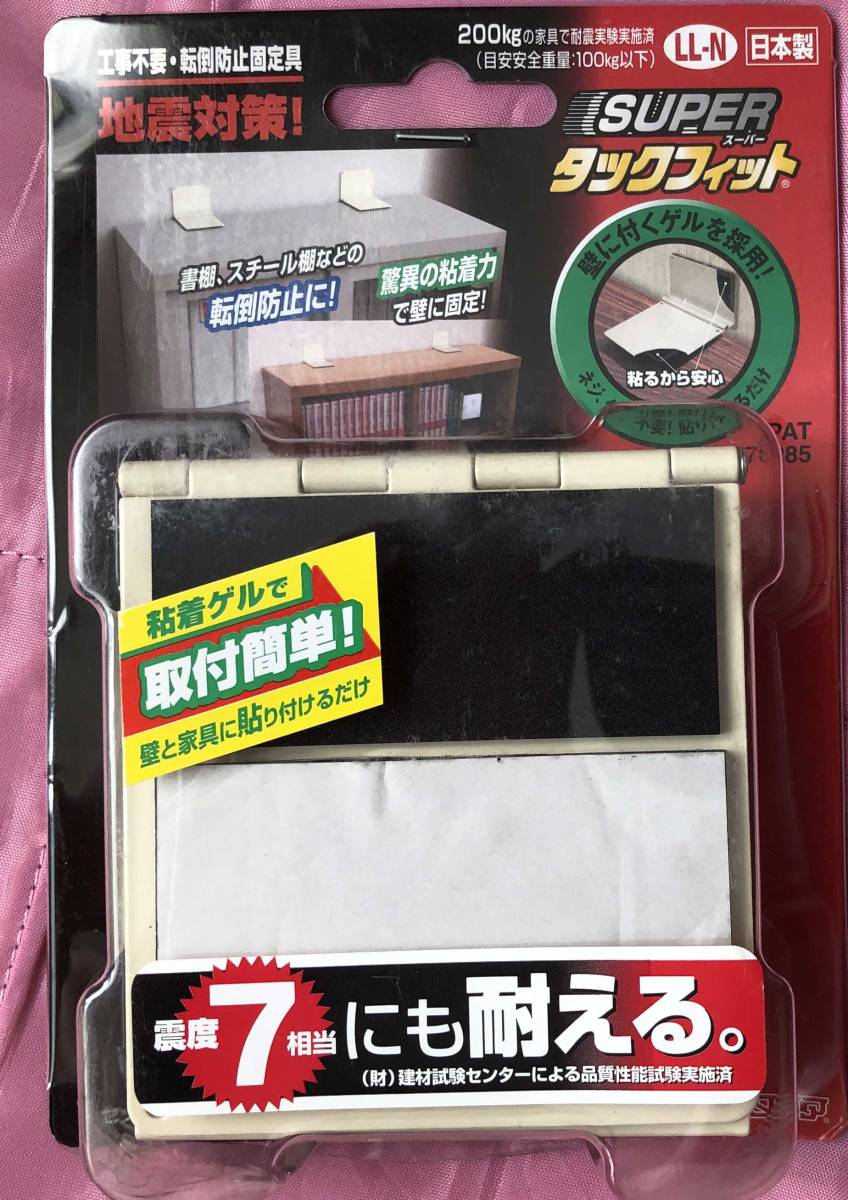 200kgの家具で耐震実験実施済
(目安安全重量:100kg以下)
LL-N
日本製
工事不要・転倒防止固定具
地震対策!
SUPER
スーパー
タックフィット®
壁に付くゲルを採用!
書棚、スチール棚などの
転倒防止に!
驚異の粘着力
で壁に固定!
粘るから安心
不要!貼り
るだけ
PAT
粘着ゲルで
取付簡単!
壁と家具に貼り付けるだけ
震度7相当にも耐える。
(財)建材試験センターによる品質性能試験実施済